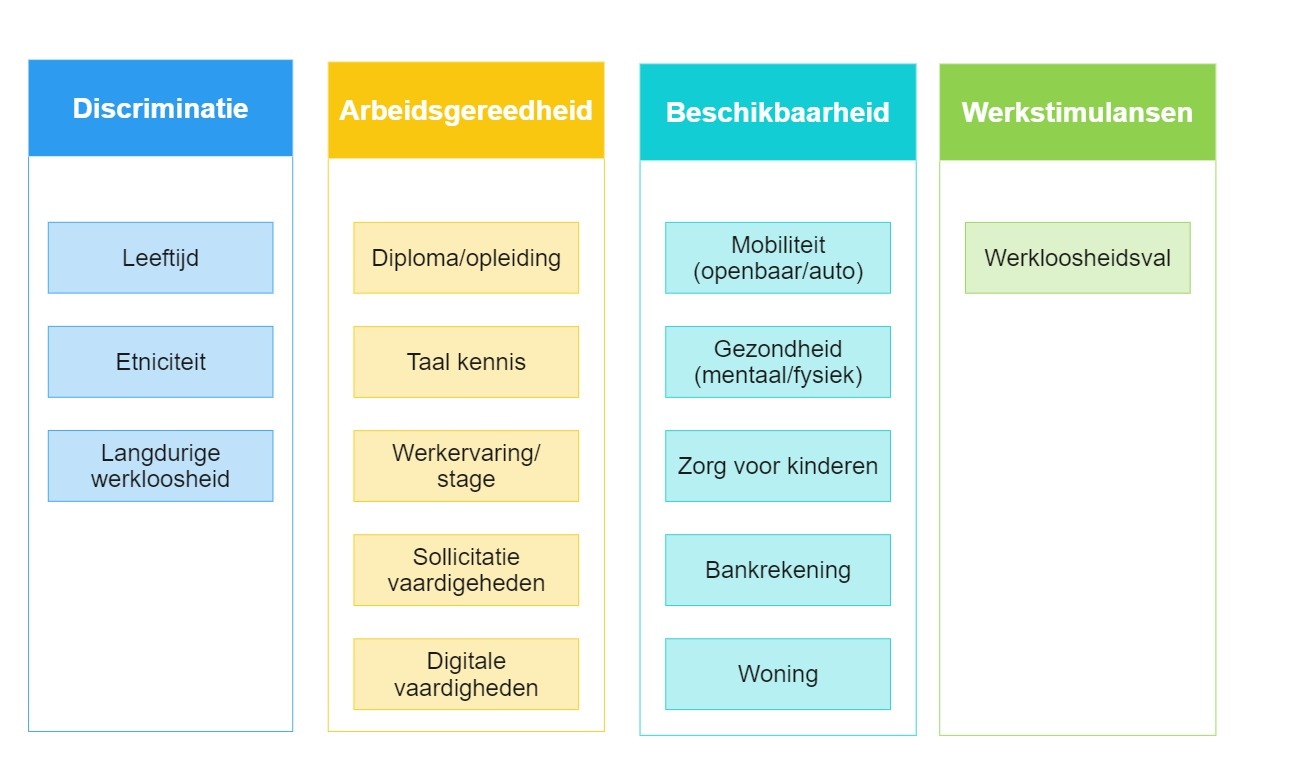 Discriminatie
Leeftijd
Etniciteit
Langdurige
werkloosheid
Arbeidsgereedheid
Diploma/opleiding
Taal kennis
Werkervaring/
stage
Sollicitatie
vaardigeheden
Digitale
vaardigheden
Beschikbaarheid
Mobiliteit
(openbaar/auto)
Gezondheid
(mentaal/fysiek)
Zorg voor kinderen
Bankrekening
Woning
Werkstimulansen
Werkloosheidsval